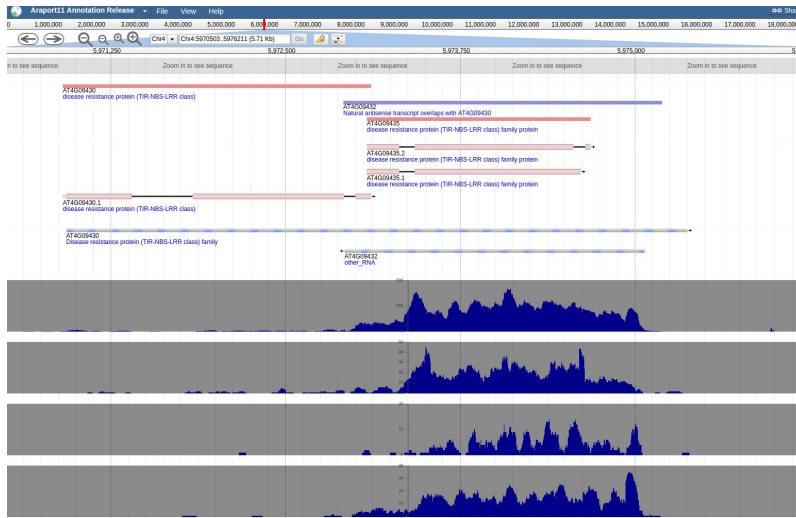 Araport11 Annotation Release File View Help Sha
0 1,000,000 2,000,000 3,000,000 4,000,000 5,000,000 6,000,000 7,000,000 8,000,000 9,000,000 10,000,000 11,000,000 12,000,000 13,000,000 14,000,000 15,000,000 16,000,000 17,000,000 18,000,00
Chr4 Chr4:5970503..5976211 (5.71 Kb) Go
5,971,250 5,972,500 5,973,750 5,975,000 5,
n to see sequence Zoom in to see sequence Zoom in to see sequence Zoom in to see sequence Zoom in to see sequence
AT4G09430
disease resistance protein (TIR-NBS-LRR class)
AT4G09432
Natural antisense transcript overlaps with AT4G09430
AT4G09435
disease resistance protein (TIR-NBS-LRR class) family protein
AT4G09435.2
disease resistance protein (TIR-NBS-LRR class) family protein
AT4G09435.1
disease resistance protein (TIR-NBS-LRR class) family protein
AT4G09430.1
disease resistance protein (TIR-NBS-LRR class)
AT4G09430
Disease resistance protein (TIR-NBS-LRR class) family
AT4G09432
other_RNA
200
100